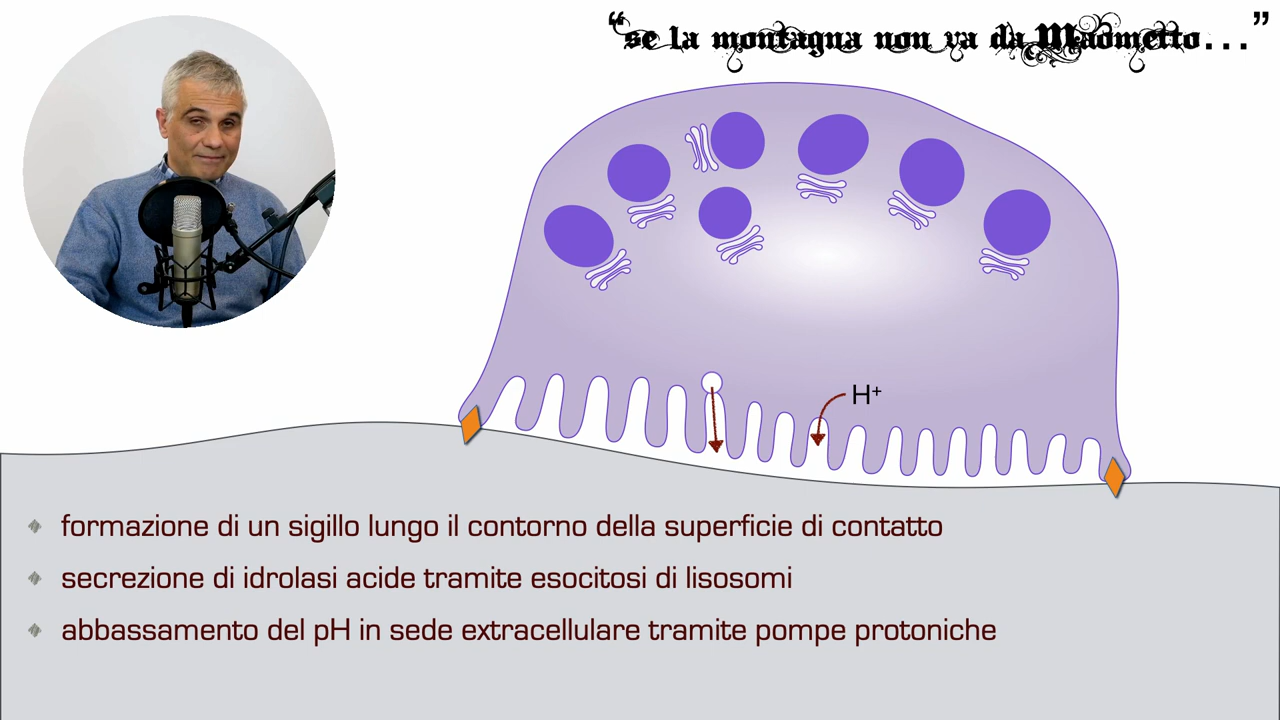 “se la montagna non va da Maometto...”
H⁺
formazione di un sigillo lungo il contorno della superficie di contatto
secrezione di idrolasi acide tramite esocitosi di lisosomi
abbassamento del pH in sede extracellulare tramite pompe protoniche